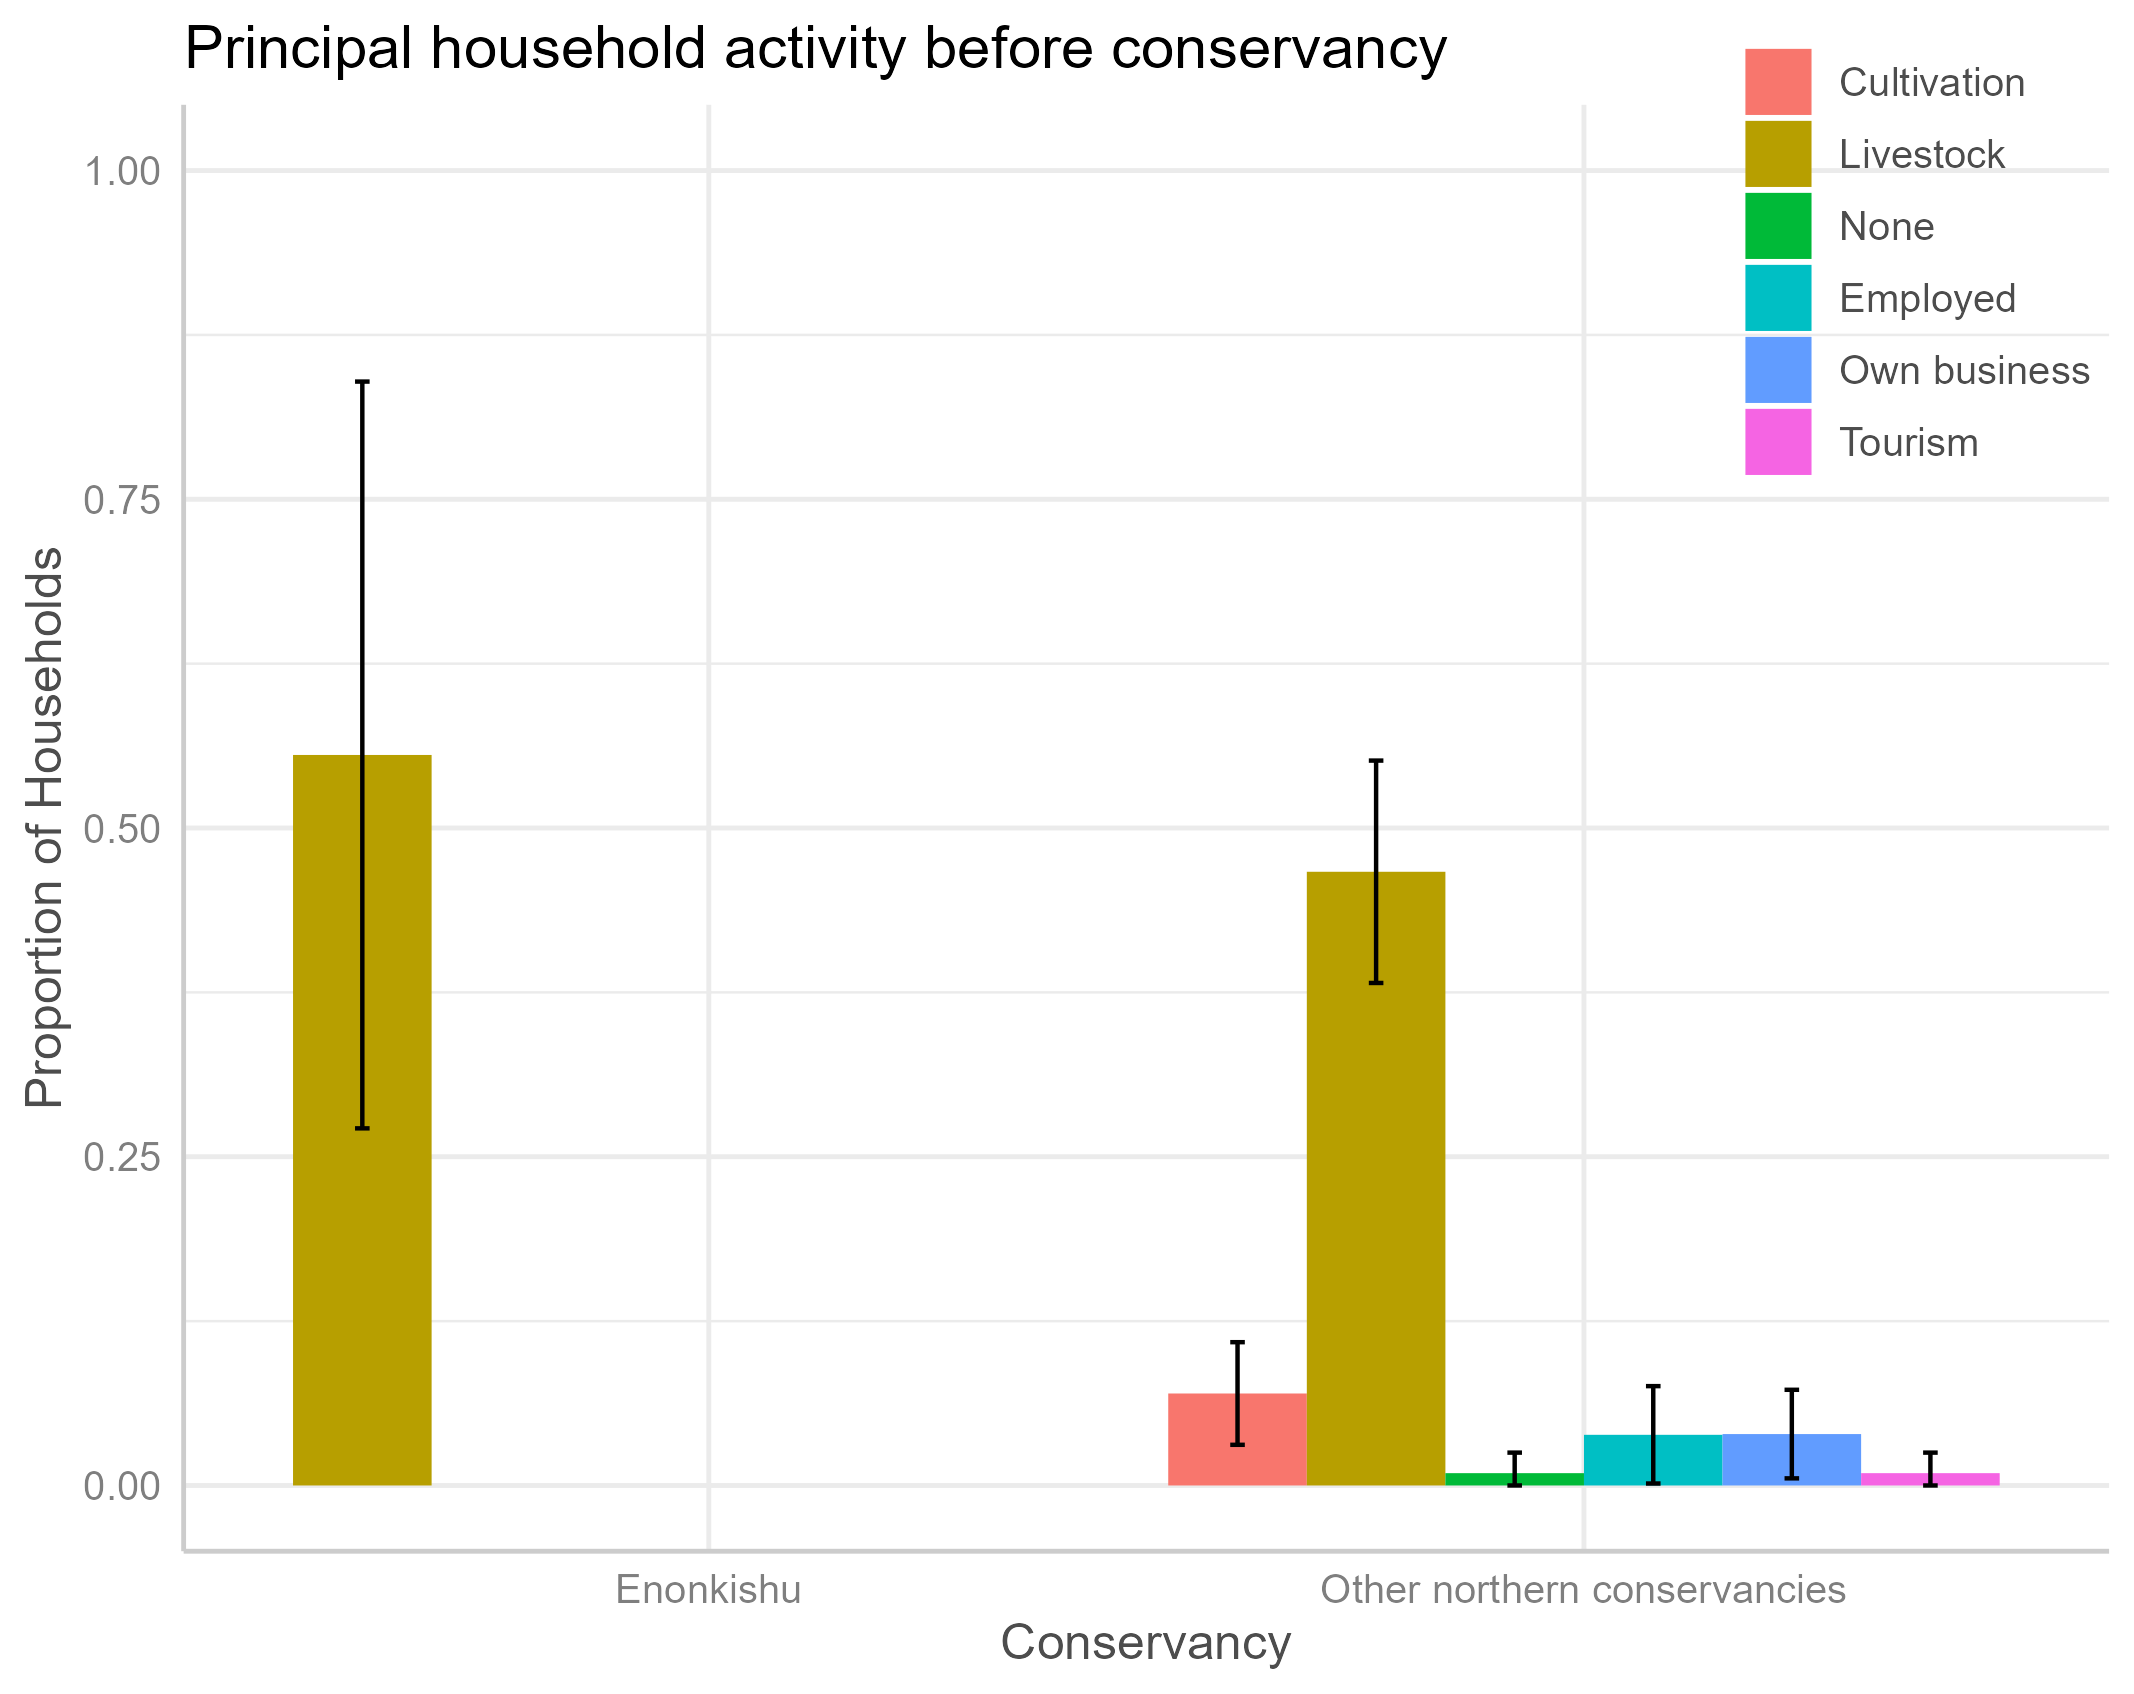 Principal household activity before conservancy
Cultivation
Livestock
None
Employed
Own business
Tourism
Proportion of Households
1.00
0.75
0.50
0.25
0.00
Enonkishu
Other northern conservancies
Conservancy